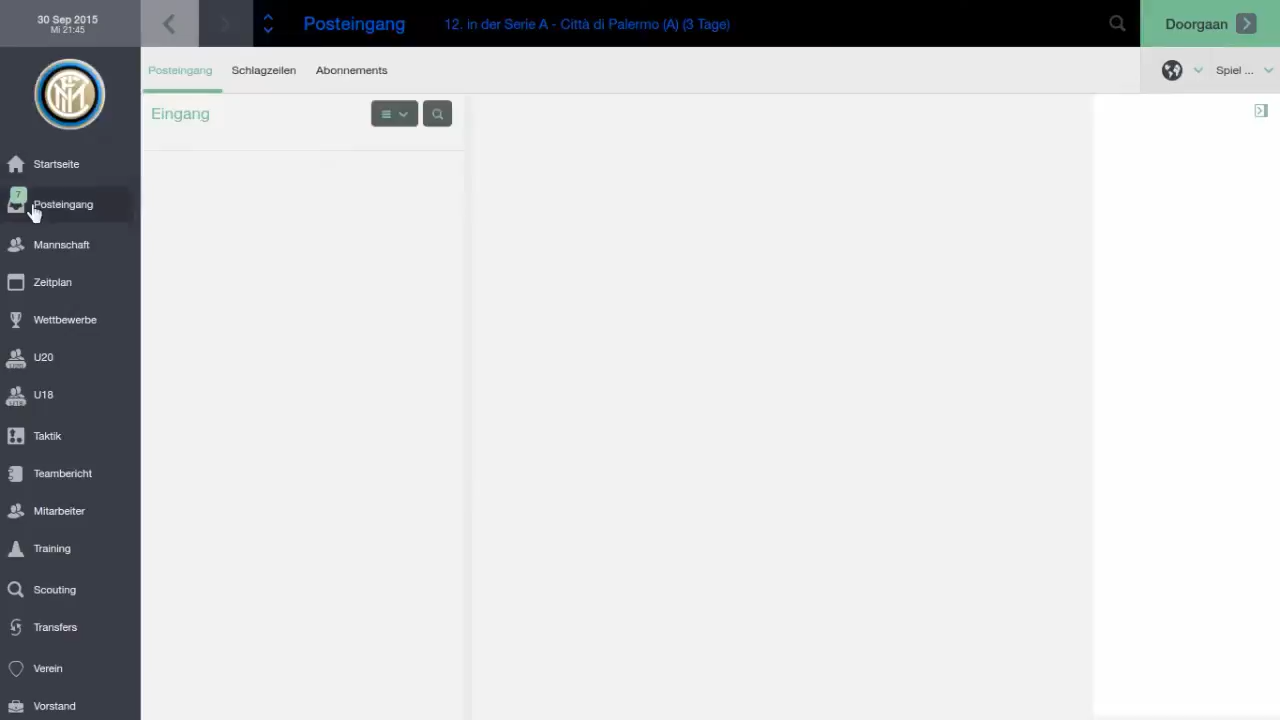 30 Sep 2015
Mi 21:45
Posteingang
12. in der Serie A - Città di Palermo (A) (3 Tage)
Doorgaan
Posteingang
Schlagzeilen
Abonnements
Spiel ...
Eingang
Startseite
7
Posteingang
Mannschaft
Zeitplan
Wettbewerbe
U20
U18
Taktik
Teambericht
Mitarbeiter
Training
Scouting
Transfers
Verein
Vorstand